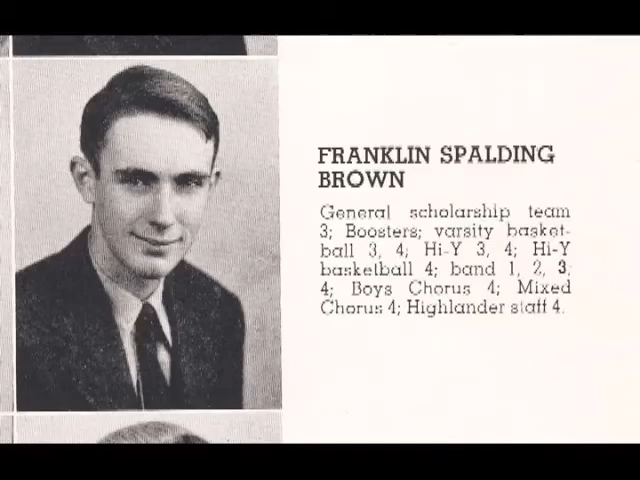 FRANKLIN SPALDING
BROWN
General scholarship team
3; Boosters; varsity basket-
ball 3, 4; Hi-Y 3, 4; Hi-Y
basketball 4; band 1, 2, 3,
4; Boys Chorus 4; Mixed
Chorus 4; Highlander staff 4.